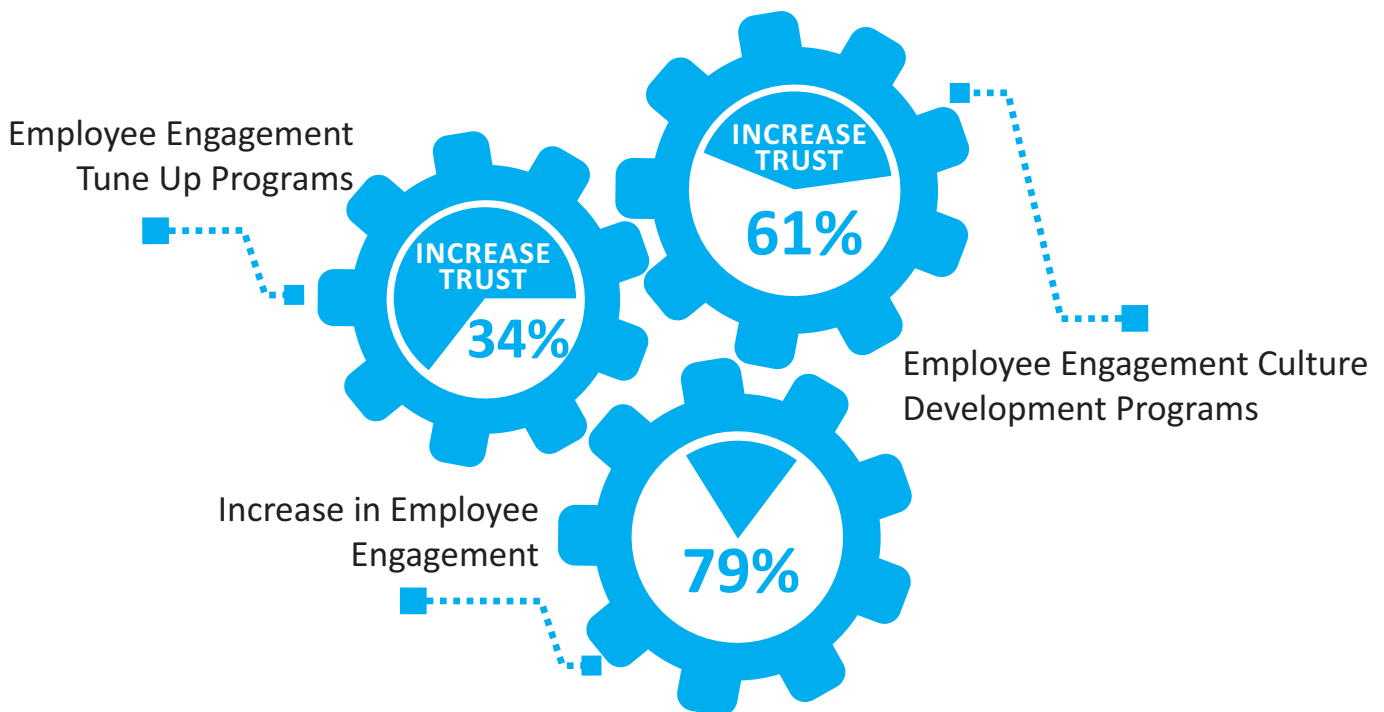 Employee Engagement
Tune Up Programs
INCREASE
TRUST
34%
INCREASE
TRUST
61%
Employee Engagement Culture
Development Programs
Increase in Employee
Engagement
79%